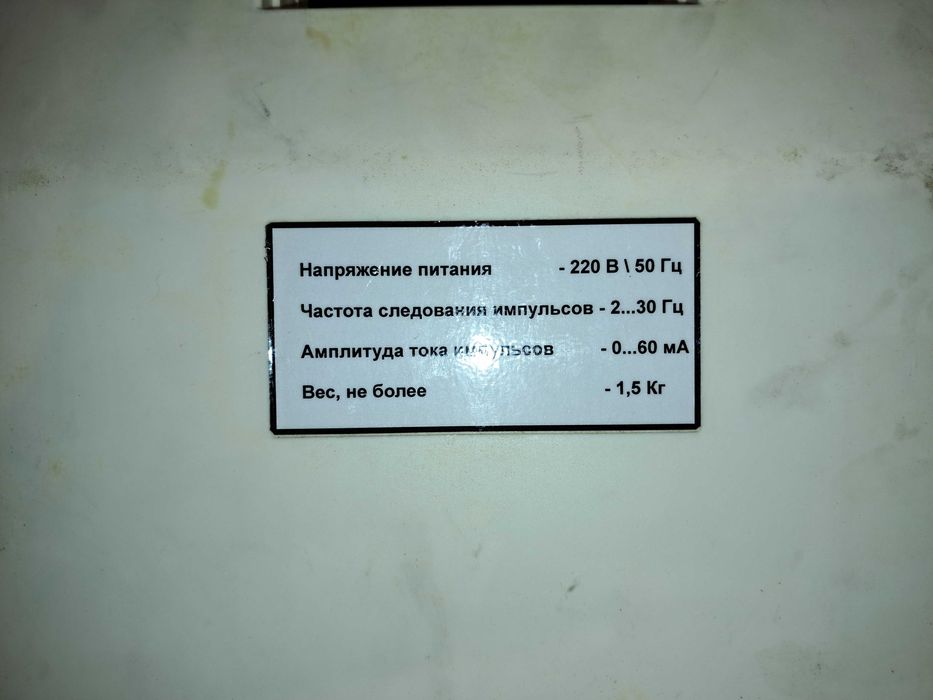 Напряжение питания - 220 В \ 50 Гц
Частота следования импульсов - 2...30 Гц
Амплитуда тока импульсов - 0...60 мА
Вес, не более - 1,5 Кг